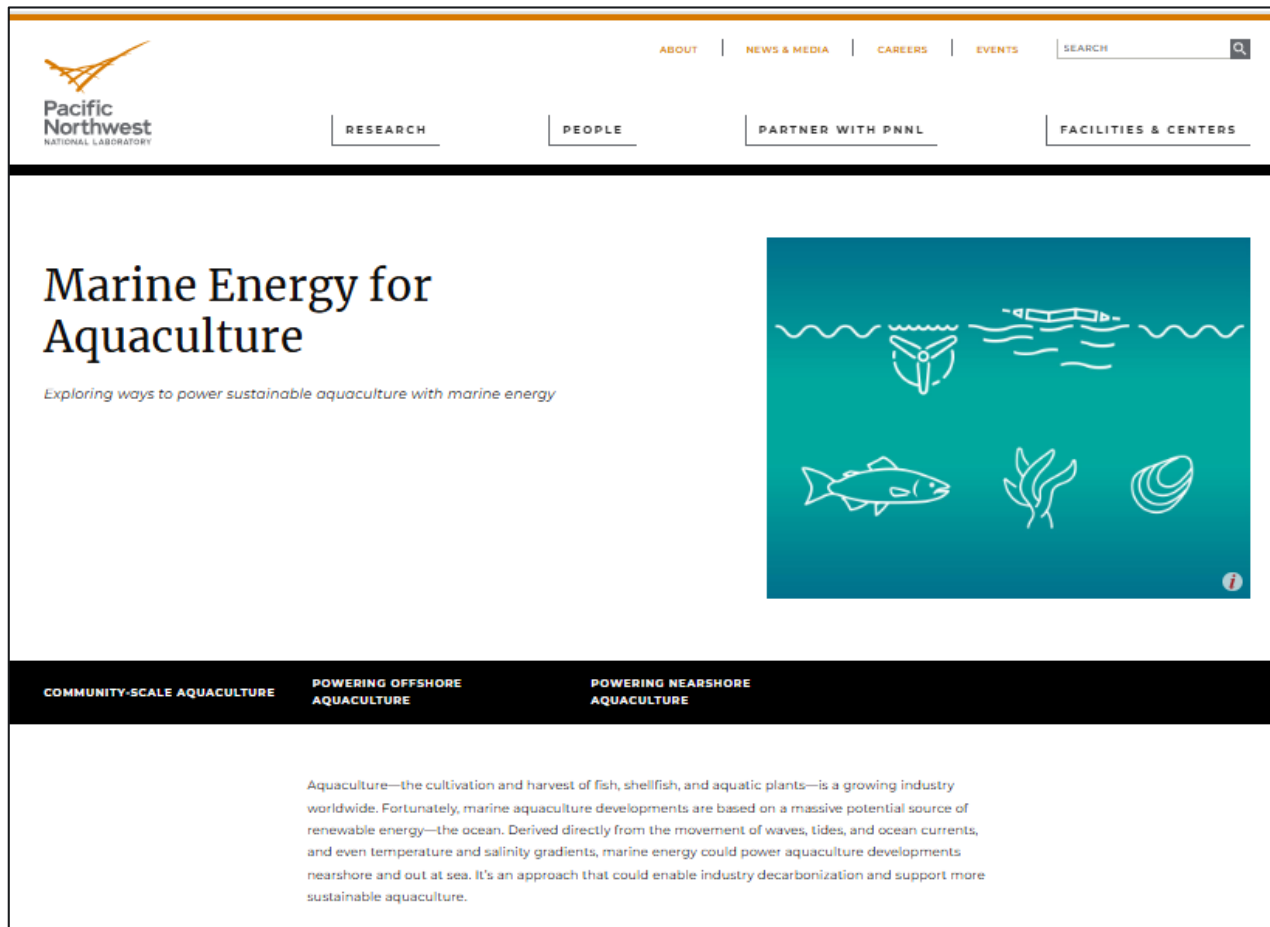 ABOUT
NEWS & MEDIA
CAREERS
EVENTS
SEARCH
Pacific
Northwest
NATIONAL LABORATORY
RESEARCH
PEOPLE
PARTNER WITH PNNL
FACILITIES & CENTERS
Marine Energy for
Aquaculture
Exploring ways to power sustainable aquaculture with marine energy
i
COMMUNITY-SCALE AQUACULTURE
POWERING OFFSHORE
AQUACULTURE
POWERING NEARSHORE
AQUACULTURE
Aquaculture—the cultivation and harvest of fish, shellfish, and aquatic plants—is a growing industry
worldwide. Fortunately, marine aquaculture developments are based on a massive potential source of
renewable energy—the ocean. Derived directly from the movement of waves, tides, and ocean currents,
and even temperature and salinity gradients, marine energy could power aquaculture developments
nearshore and out at sea. It's an approach that could enable industry decarbonization and support more
sustainable aquaculture.